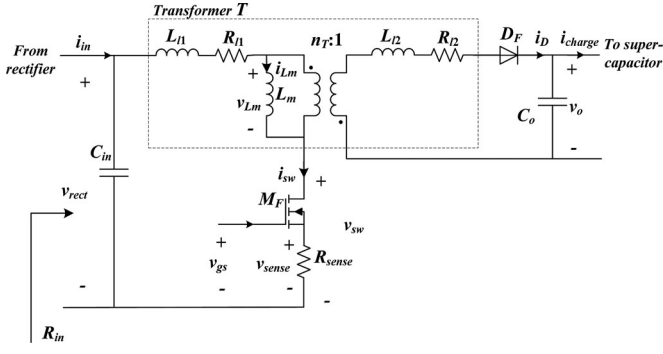 Transformer T
From
rectifier
i_in
L_l1
R_l1
n_T:1
L_l2
R_l2
D_F
i_D
i_charge
To super-
capacitor
+
+
i_Lm
L_m
v_Lm
-
+
C_o
v_o
-
C_in
i_sw
+
v_rect
M_F
v_sw
+
v_gs
-
+
v_sense
-
R_sense
-
-
R_in